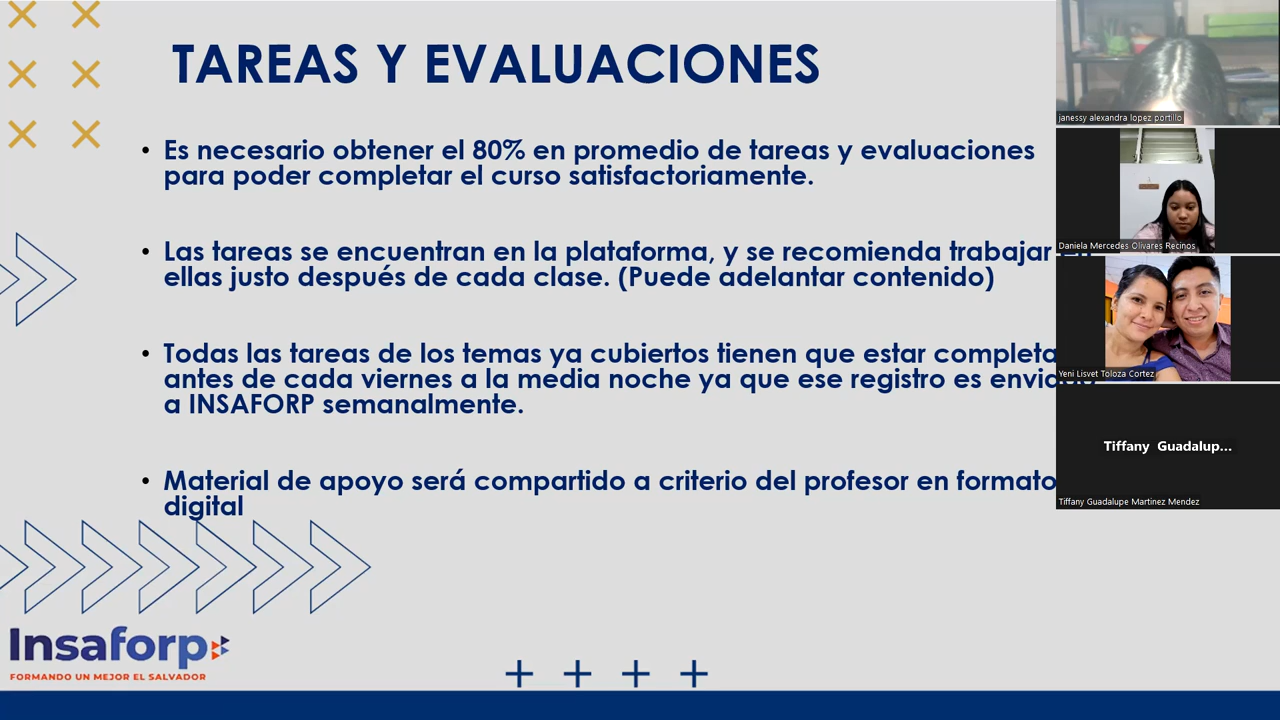 TAREAS Y EVALUACIONES
• Es necesario obtener el 80% en promedio de tareas y evaluaciones
para poder completar el curso satisfactoriamente.
• Las tareas se encuentran en la plataforma, y se recomienda trabajar
ellas justo después de cada clase. (Puede adelantar contenido)
• Todas las tareas de los temas ya cubiertos tienen que estar completa
antes de cada viernes a la media noche ya que ese registro es enviado
a INSAFORP semanalmente.
• Material de apoyo será compartido a criterio del profesor en formato
digital
Insaforp
FORMANDO UN MEJOR EL SALVADOR
janessy alexandra lopez portillo
Daniela Mercedes Olivares Recinos
Yeni Lisvet Toloza Cortez
Tiffany Guadalup...
Tiffany Guadalupe Martinez Mendez